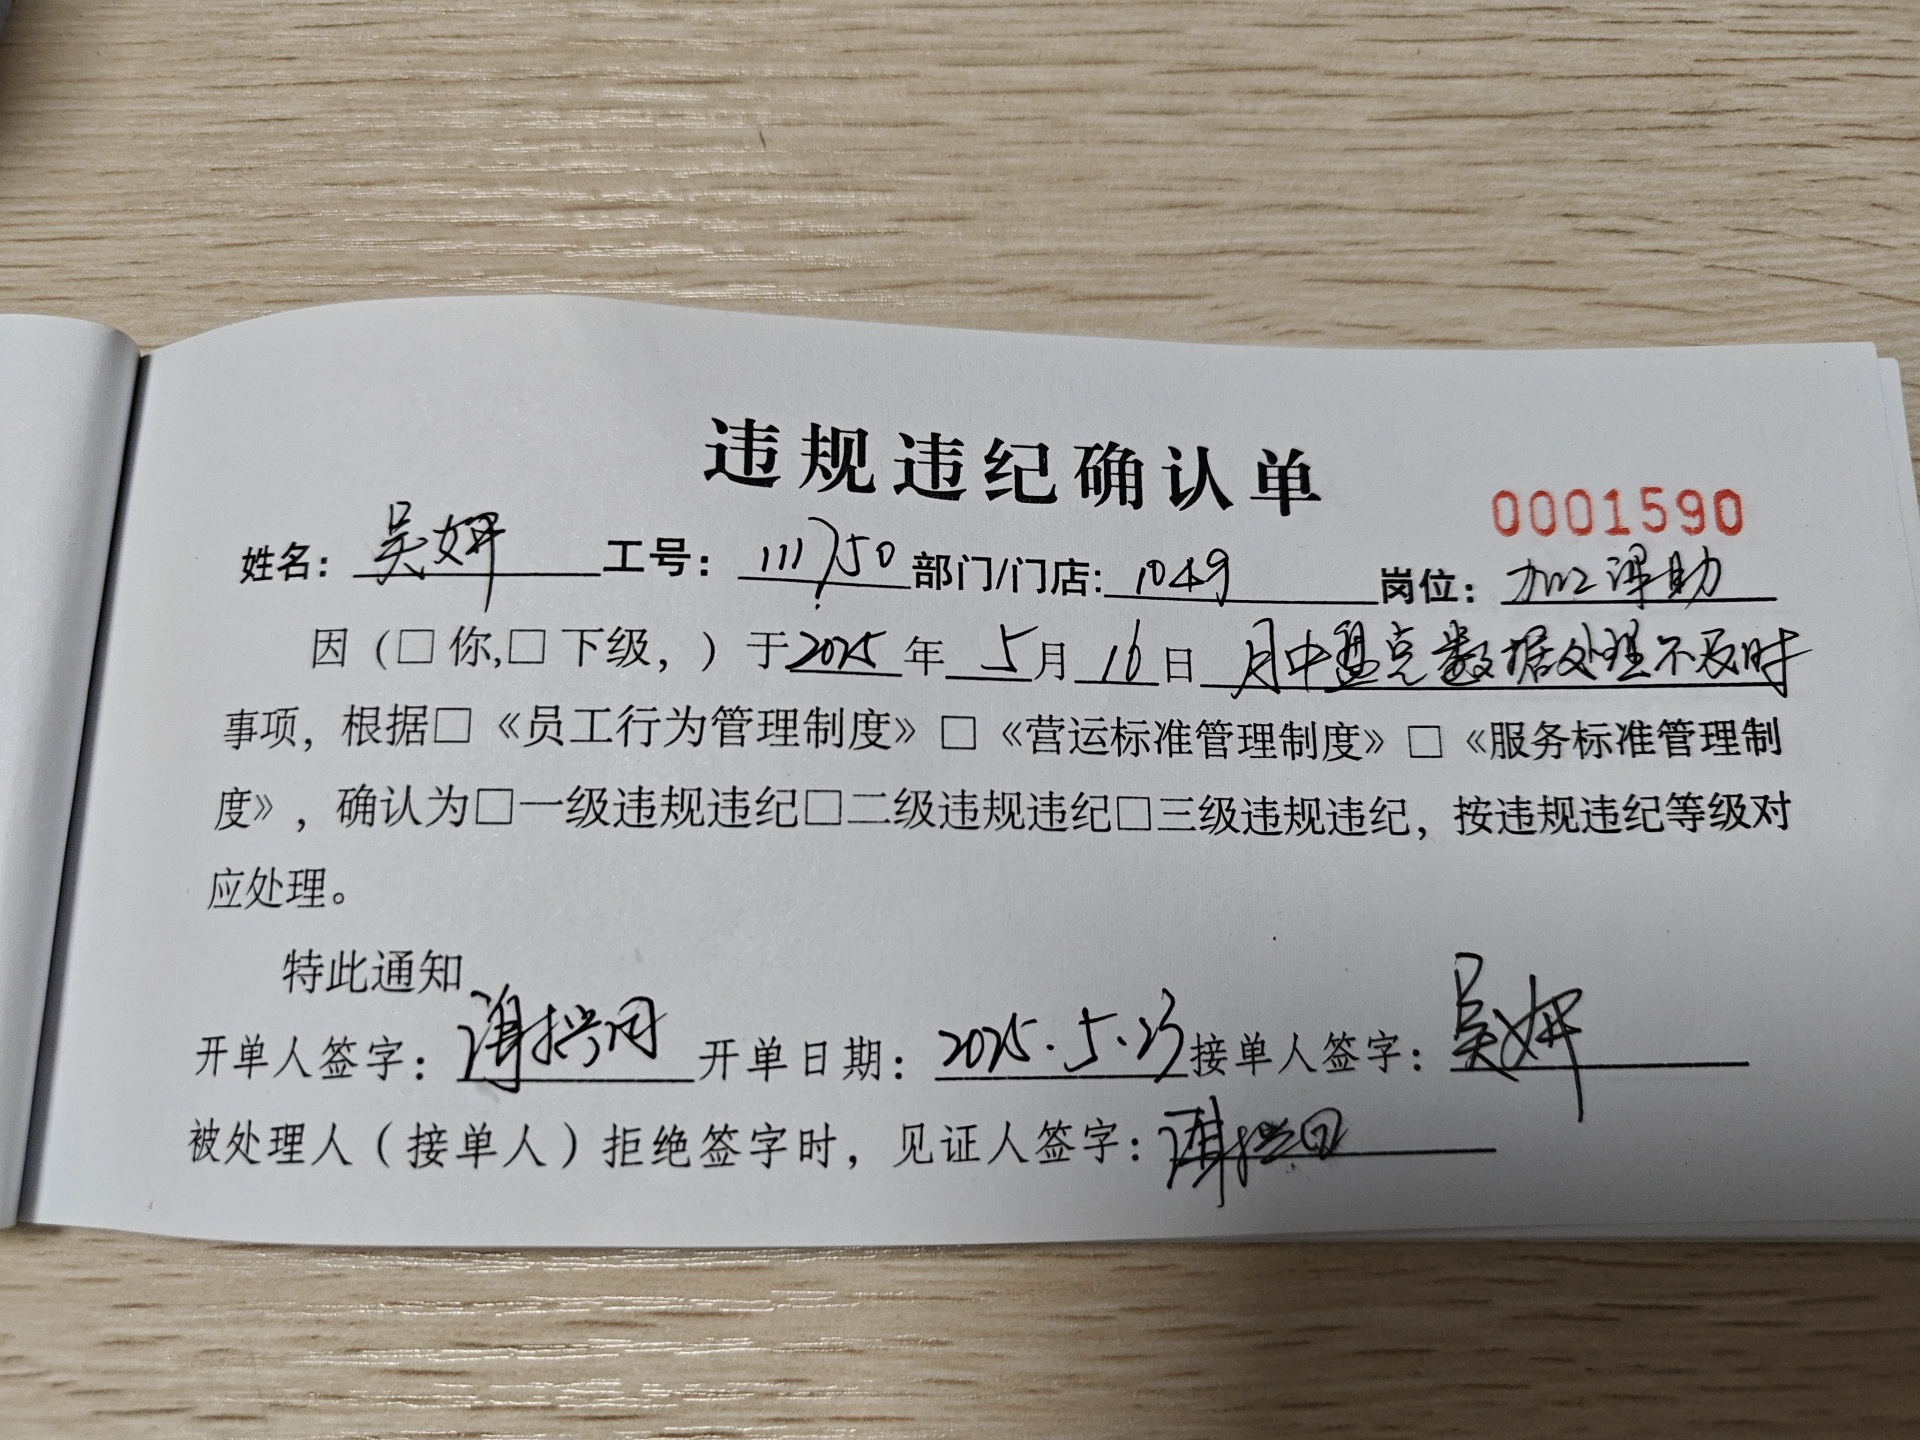 违规违纪确认单
0001590
姓名：吴妍 工号：111750 部门/门店：1049 岗位：加工课助
因（□你,□下级，）于2025年5月16日 月中盘点数据处理不及时
事项，根据□《员工行为管理制度》□《营运标准管理制度》□《服务标准管理制
度》，确认为□一级违规违纪□二级违规违纪□三级违规违纪，按违规违纪等级对
应处理。
特此通知
开单人签字： 开单日期：2025.5.23 接单人签字：吴妍
被处理人（接单人）拒绝签字时，见证人签字：